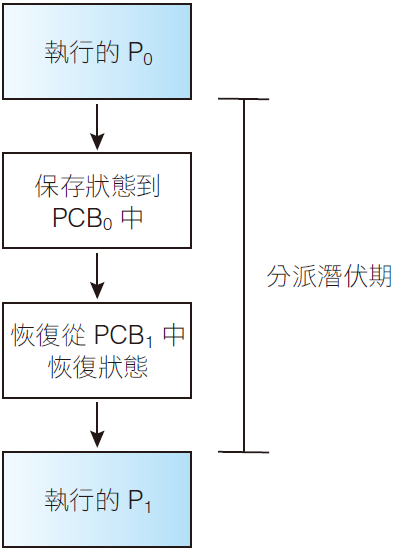 執行的 P₀
保存狀態到
PCB₀ 中
分派潛伏期
恢復從 PCB₁ 中
恢復狀態
執行的 P₁